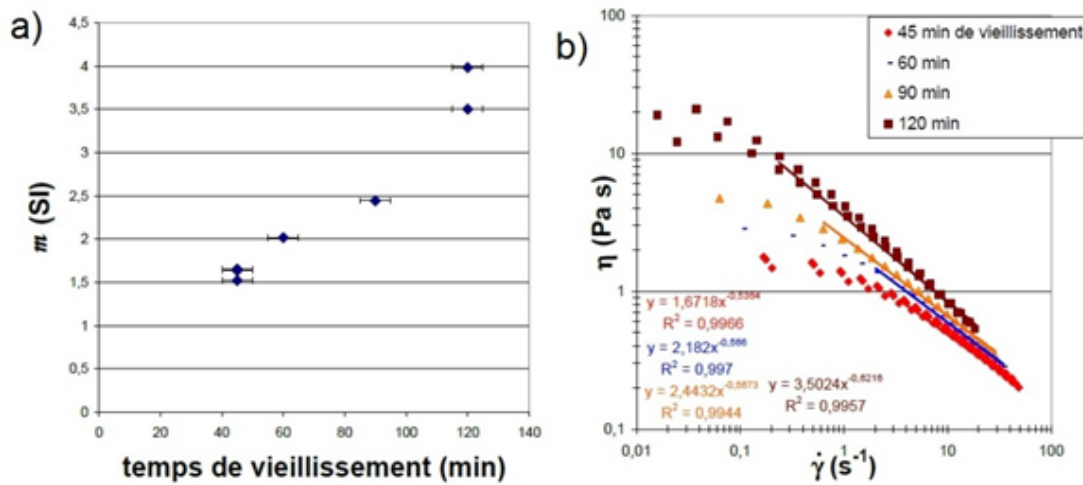 a)
4,5
4
3,5
3
2,5
2
1,5
1
0,5
0
m (SI)
0 20 40 60 80 100 120 140
temps de vieillissement (min)
b)
100
10
1
0,1
η (Pa s)
45 min de vieillissement
60 min
90 min
120 min
y = 1,6718x^-0,5364
R² = 0,9966
y = 2,182x^-0,566
R² = 0,997
y = 2,4432x^-0,5673
R² = 0,9944
y = 3,5024x^-0,6216
R² = 0,9957
0,01 0,1 1 10 100
γ̇ (s⁻¹)